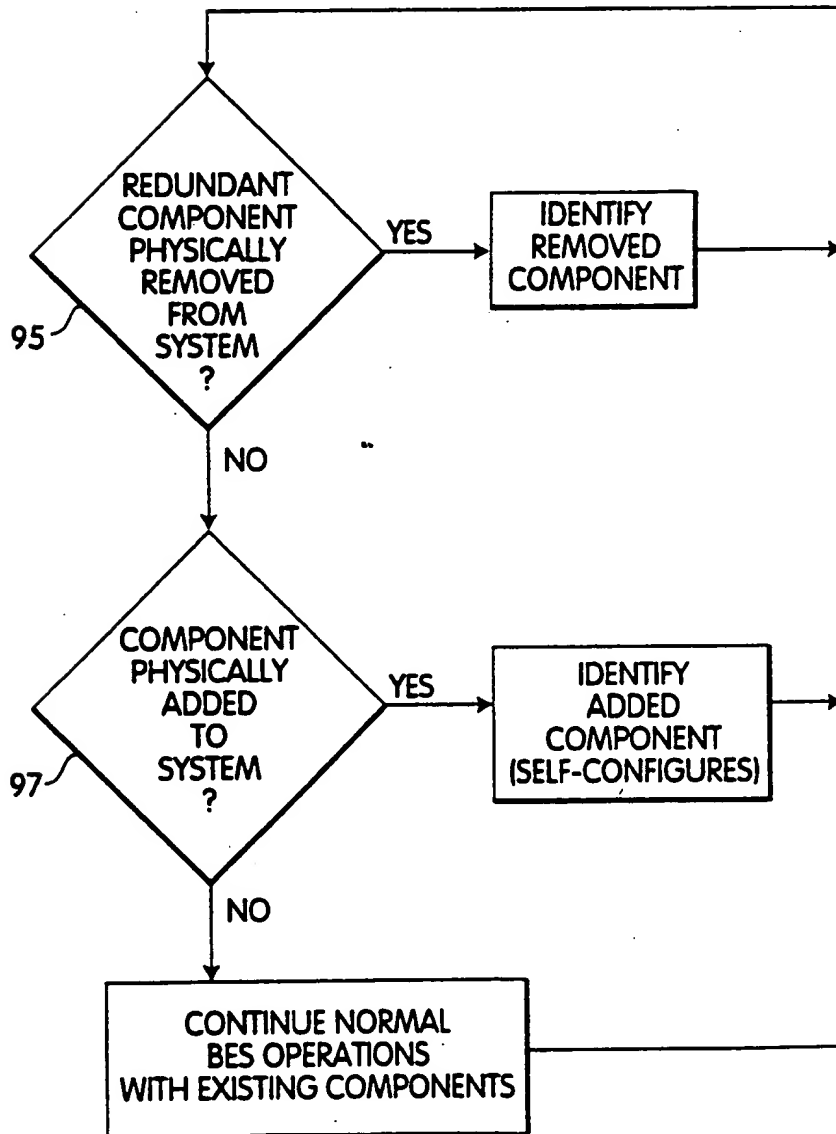 REDUNDANT
COMPONENT
PHYSICALLY
REMOVED
FROM
SYSTEM
?
95
YES
IDENTIFY
REMOVED
COMPONENT
NO
COMPONENT
PHYSICALLY
ADDED
TO
SYSTEM
?
97
YES
IDENTIFY
ADDED
COMPONENT
(SELF-CONFIGURES)
NO
CONTINUE NORMAL
BES OPERATIONS
WITH EXISTING COMPONENTS